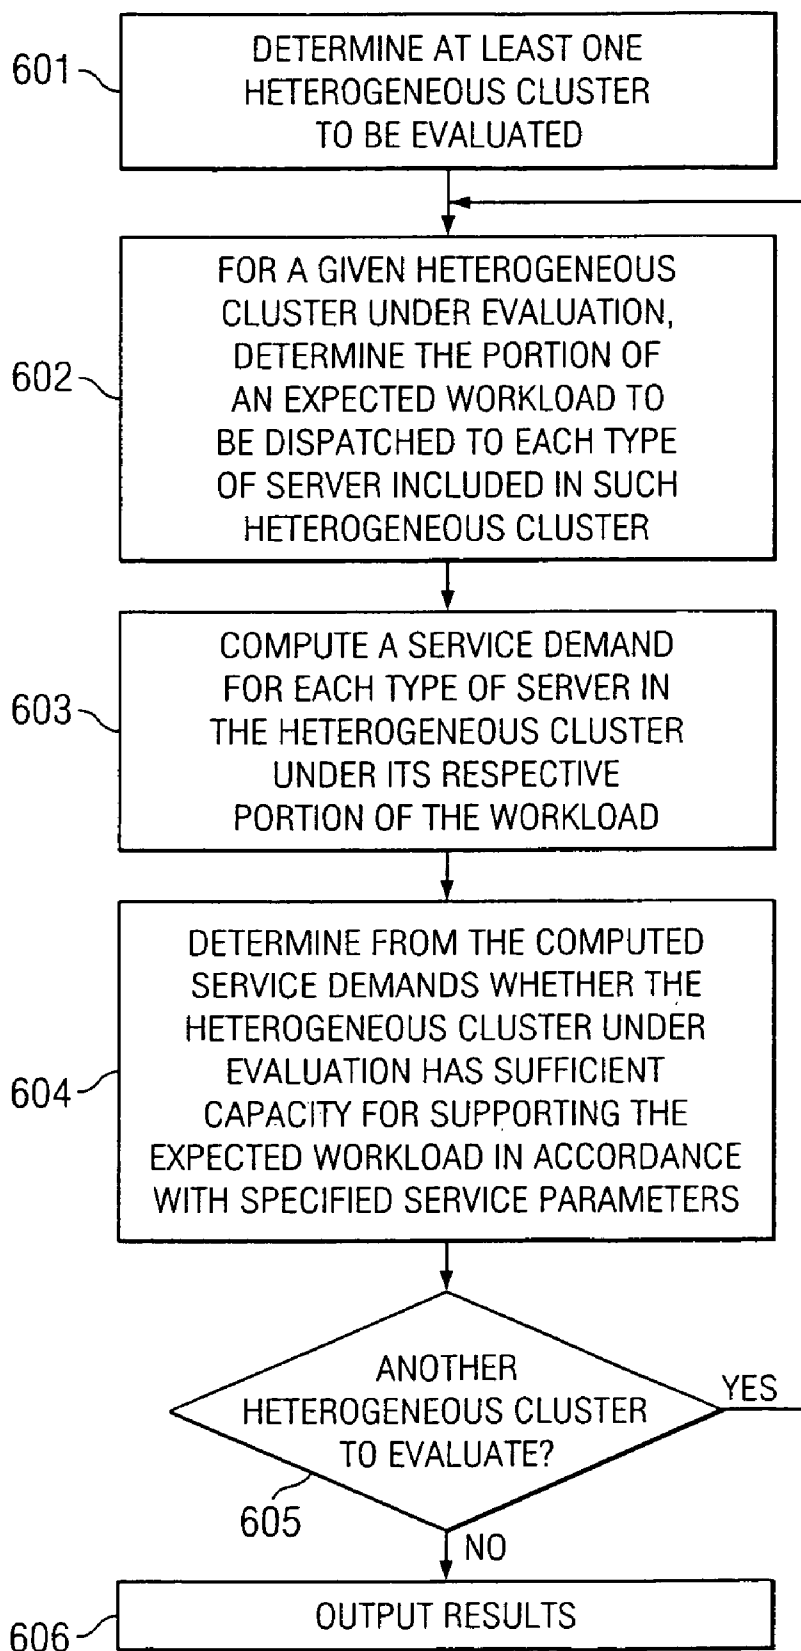 601
DETERMINE AT LEAST ONE
HETEROGENEOUS CLUSTER
TO BE EVALUATED
602
FOR A GIVEN HETEROGENEOUS
CLUSTER UNDER EVALUATION,
DETERMINE THE PORTION OF
AN EXPECTED WORKLOAD TO
BE DISPATCHED TO EACH TYPE
OF SERVER INCLUDED IN SUCH
HETEROGENEOUS CLUSTER
603
COMPUTE A SERVICE DEMAND
FOR EACH TYPE OF SERVER IN
THE HETEROGENEOUS CLUSTER
UNDER ITS RESPECTIVE
PORTION OF THE WORKLOAD
604
DETERMINE FROM THE COMPUTED
SERVICE DEMANDS WHETHER THE
HETEROGENEOUS CLUSTER UNDER
EVALUATION HAS SUFFICIENT
CAPACITY FOR SUPPORTING THE
EXPECTED WORKLOAD IN ACCORDANCE
WITH SPECIFIED SERVICE PARAMETERS
ANOTHER
HETEROGENEOUS CLUSTER
TO EVALUATE?
YES
605
NO
606
OUTPUT RESULTS